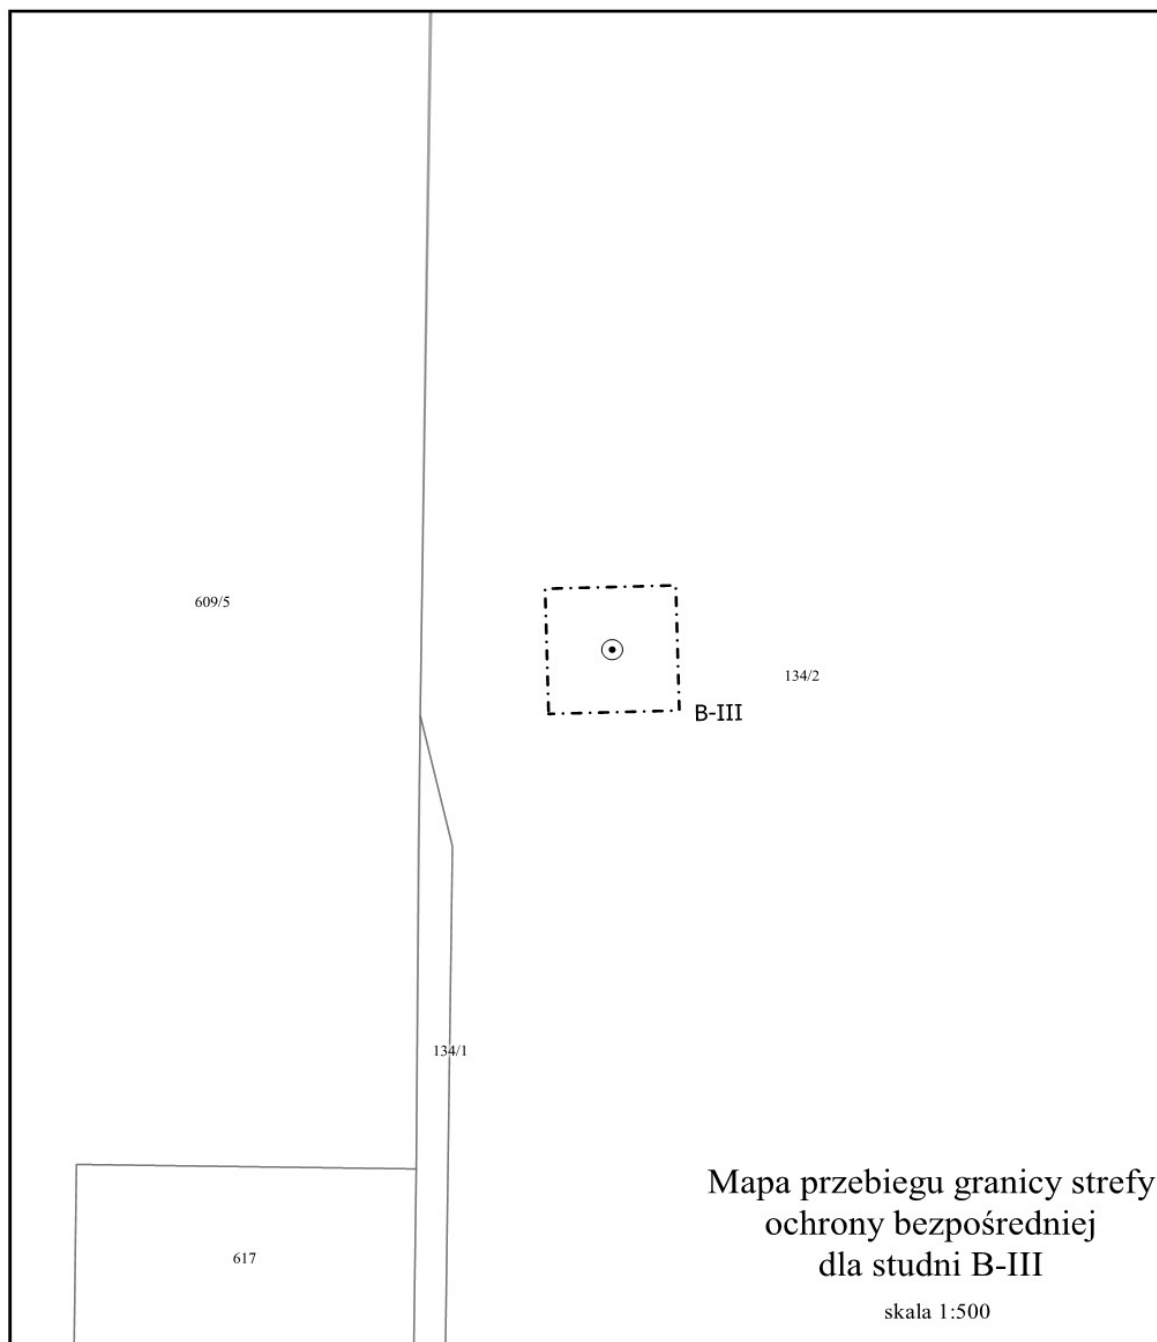 609/5
134/2
B-III
134/1
617
Mapa przebiegu granicy strefy
ochrony bezpośredniej
dla studni B-III
skala 1:500